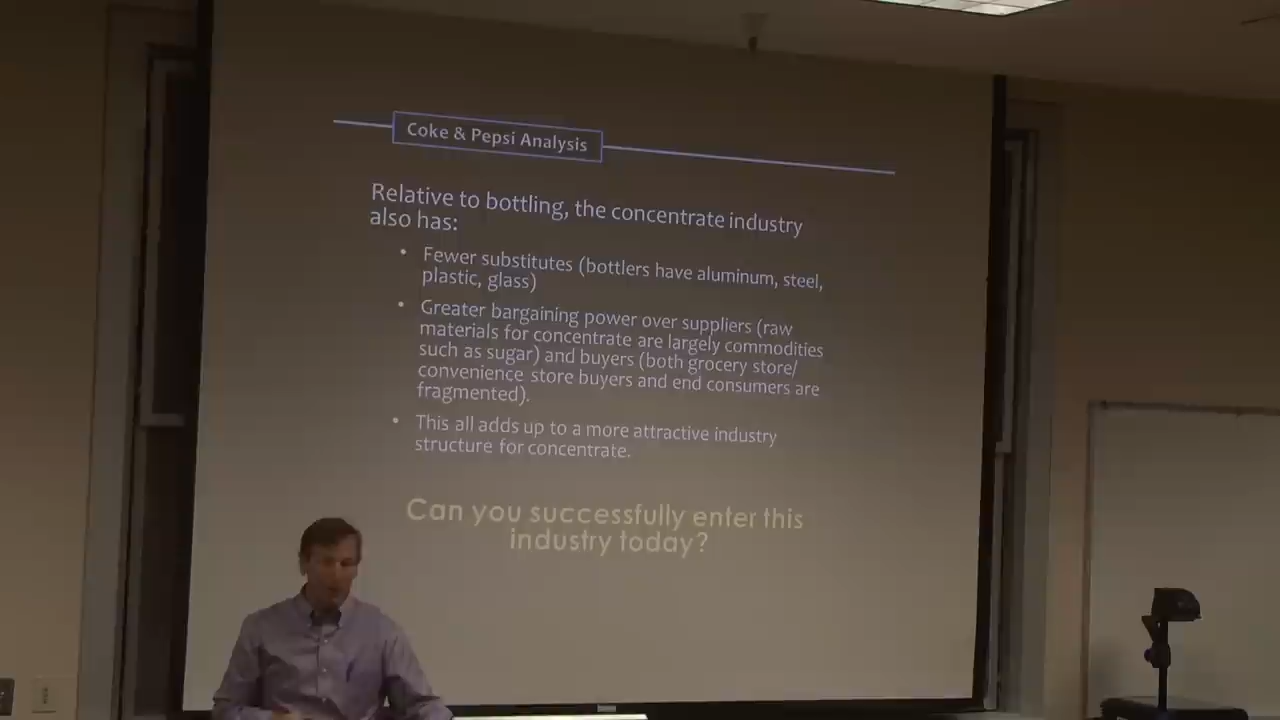 Coke & Pepsi Analysis
Relative to bottling, the concentrate industry
also has:
• Fewer substitutes (bottlers have aluminum, steel,
plastic, glass)
• Greater bargaining power over suppliers (raw
materials for concentrate are largely commodities
such as sugar) and buyers (both grocery store/
convenience store buyers and end consumers are
fragmented).
• This all adds up to a more attractive industry
structure for concentrate.
Can you successfully enter this
industry today?